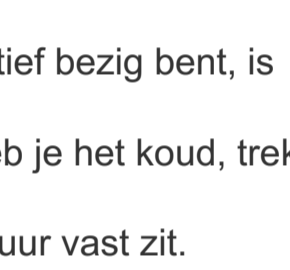 tief bezig bent, is
b je het koud, trek
uur vast zit.